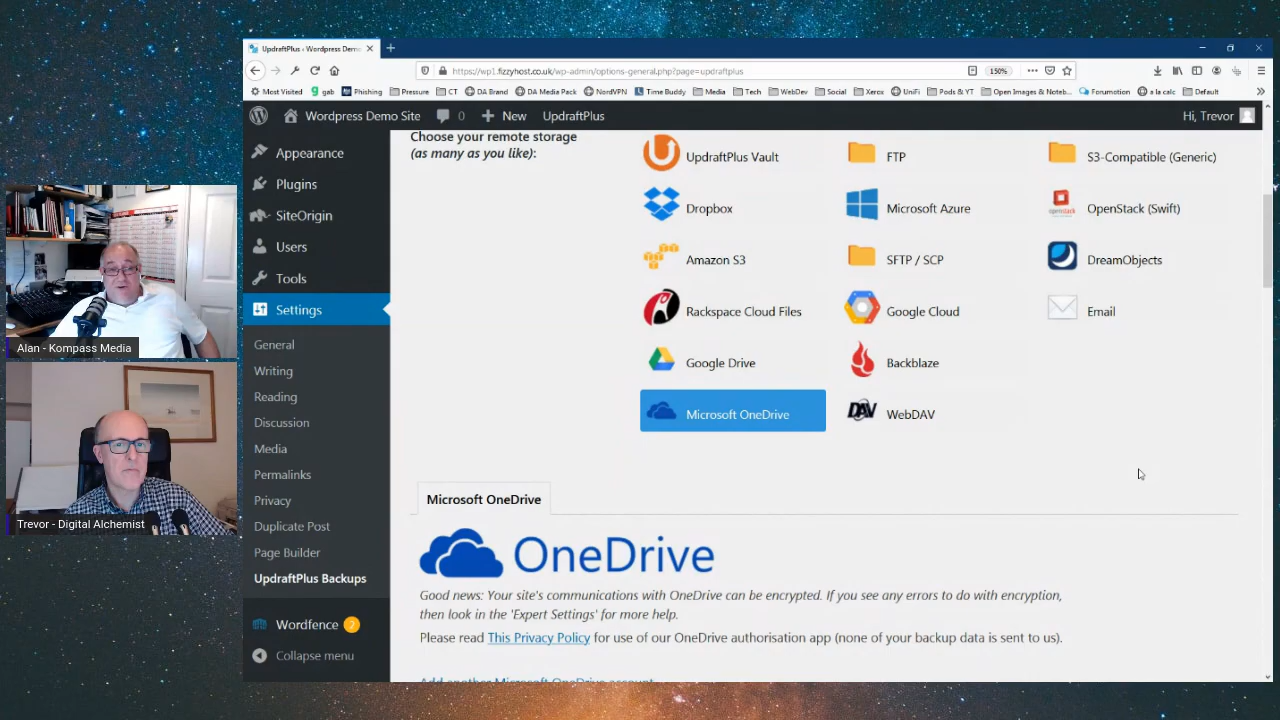 UpdraftPlus ‹ Wordpress Demo
https://wp1.fizzyhost.co.uk/wp-admin/options-general.php?page=updraftplus
150%
Most Visited
gab
Phishing
Pressure
CT
DA Brand
DA Media Pack
NordVPN
Time Buddy
Media
Tech
WebDev
Social
Xerox
UniFi
Pods & YT
Open Images & Noteb...
Forumotion
a la calc
Default
Wordpress Demo Site
0
New
UpdraftPlus
Hi, Trevor
Appearance
Plugins
SiteOrigin
Users
Tools
Settings
General
Writing
Reading
Discussion
Media
Permalinks
Privacy
Duplicate Post
Page Builder
UpdraftPlus Backups
Wordfence 2
Collapse menu
Choose your remote storage
(as many as you like):
UpdraftPlus Vault
FTP
S3-Compatible (Generic)
Dropbox
Microsoft Azure
openstack
OpenStack (Swift)
Amazon S3
SFTP / SCP
DreamObjects
Rackspace Cloud Files
Google Cloud
Email
Google Drive
Backblaze
Microsoft OneDrive
DAV
WebDAV
Microsoft OneDrive
OneDrive
Good news: Your site's communications with OneDrive can be encrypted. If you see any errors to do with encryption,
then look in the 'Expert Settings' for more help.
Please read This Privacy Policy for use of our OneDrive authorisation app (none of your backup data is sent to us).
Add another Microsoft OneDrive account
Alan - Kompass Media
Trevor - Digital Alchemist